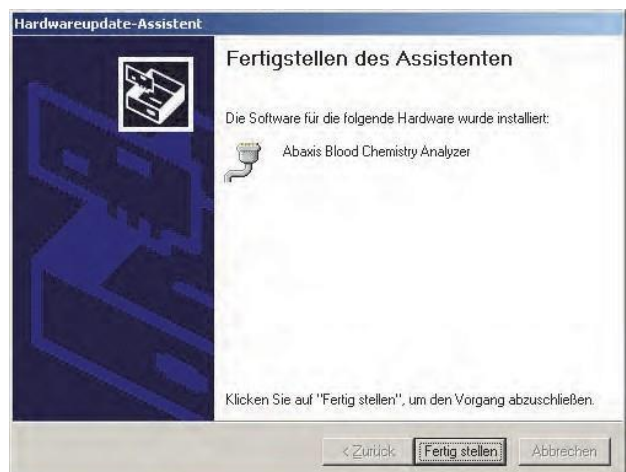 Hardwareupdate-Assistent
Fertigstellen des Assistenten
Die Software für die folgende Hardware wurde installiert:
Abaxis Blood Chemistry Analyzer
Klicken Sie auf "Fertig stellen", um den Vorgang abzuschließen.
< Zurück Fertig stellen Abbrechen